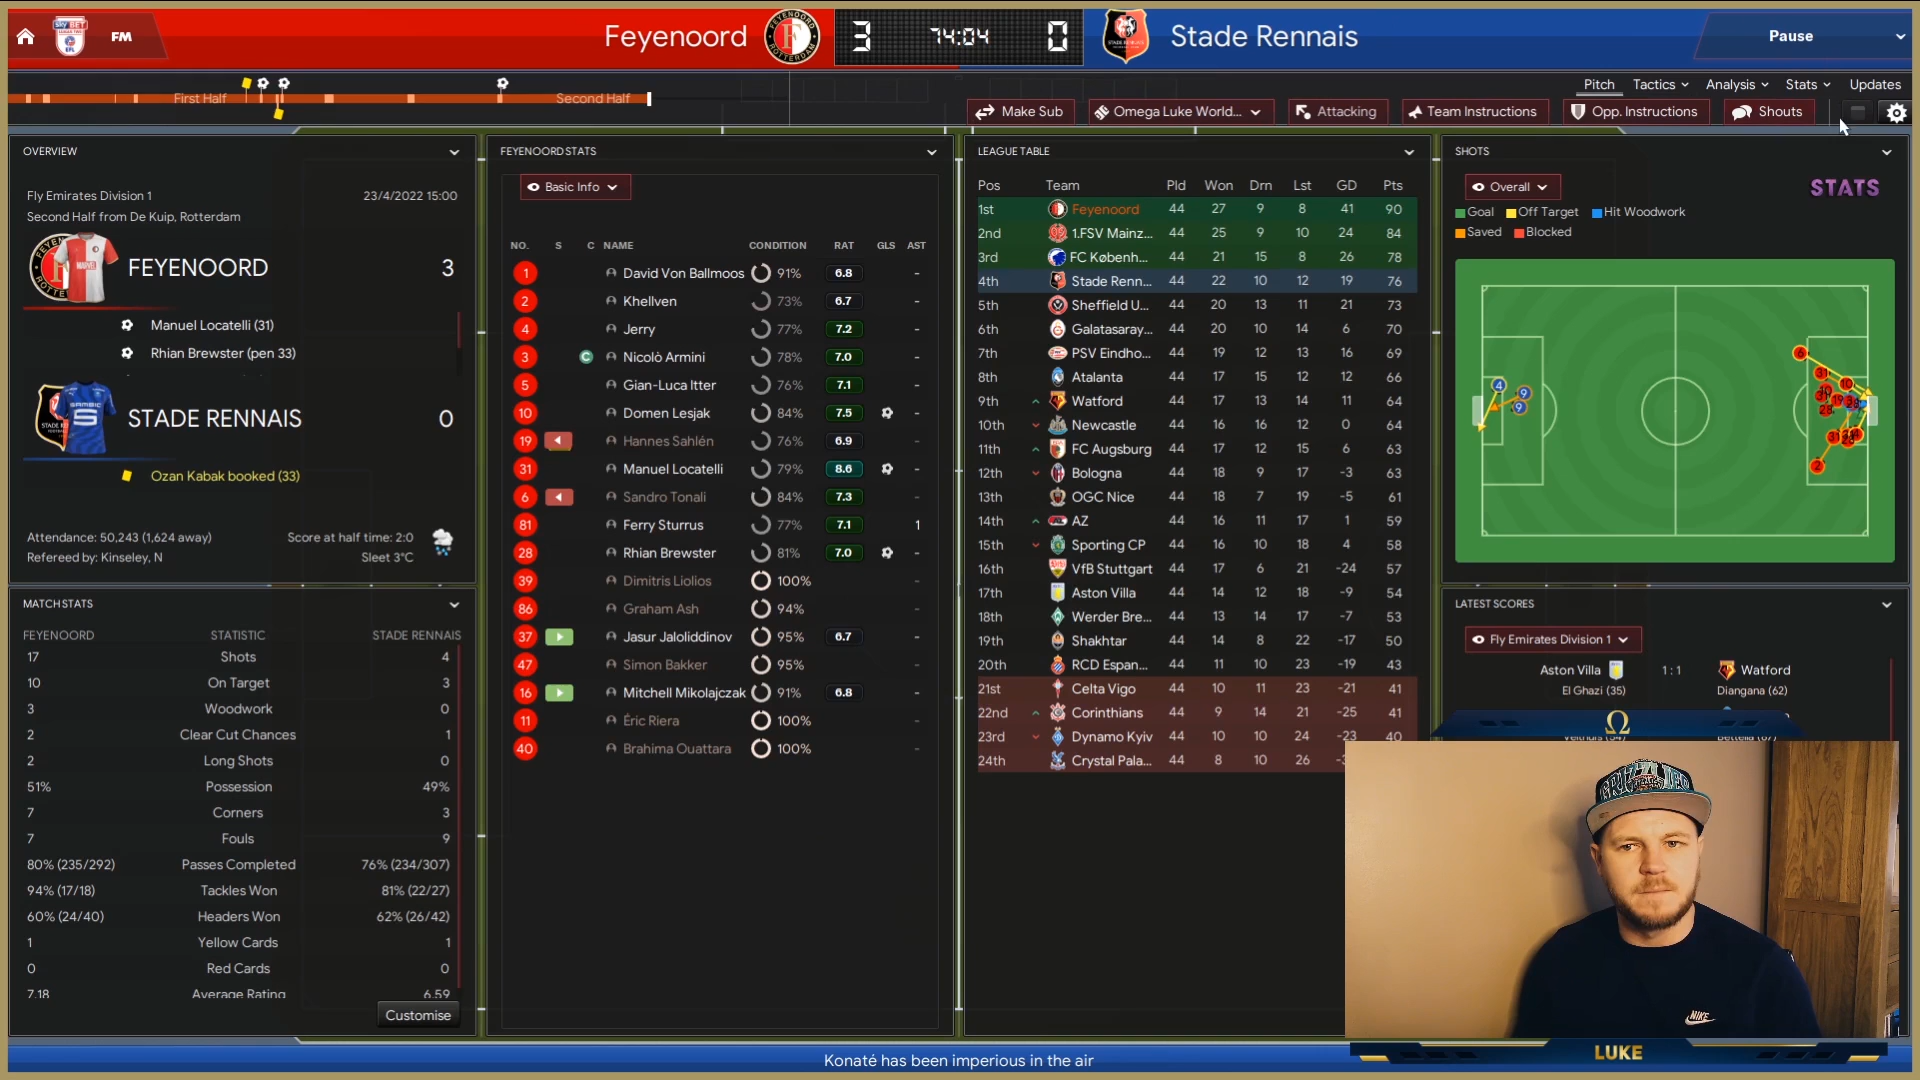 FM
Feyenoord
3
74:04
0
Stade Rennais
Pause
First Half
Second Half
Pitch
Tactics
Analysis
Stats
Updates
Make Sub
Omega Luke World...
Attacking
Team Instructions
Opp. Instructions
Shouts
OVERVIEW
Fly Emirates Division 1 23/4/2022 15:00
Second Half from De Kuip, Rotterdam
FEYENOORD 3
Manuel Locatelli (31)
Rhian Brewster (pen 33)
STADE RENNAIS 0
Ozan Kabak booked (33)
Attendance: 50,243 (1,624 away) Score at half time: 2:0
Refereed by: Kinseley, N Sleet 3°C
MATCH STATS
FEYENOORD STATISTIC STADE RENNAIS
17 Shots 4
10 On Target 3
3 Woodwork 0
2 Clear Cut Chances 1
2 Long Shots 0
51% Possession 49%
7 Corners 3
7 Fouls 9
80% (235/292) Passes Completed 76% (234/307)
94% (17/18) Tackles Won 81% (22/27)
60% (24/40) Headers Won 62% (26/42)
1 Yellow Cards 1
0 Red Cards 0
7.18 Average Rating 6.59
Customise
FEYENOORD STATS
Basic Info
NO. S C NAME CONDITION RAT GLS AST
1 David Von Ballmoos 91% 6.8 -
2 Khellven 73% 6.7 -
4 Jerry 77% 7.2 -
3 C Nicolò Armini 78% 7.0 -
5 Gian-Luca Itter 76% 7.1 -
10 Domen Lesjak 84% 7.5 -
19 Hannes Sahlén 76% 6.9 -
31 Manuel Locatelli 79% 8.6 -
6 Sandro Tonali 84% 7.3 -
81 Ferry Sturrus 77% 7.1 1
28 Rhian Brewster 81% 7.0 -
39 Dimitris Liolios 100% -
86 Graham Ash 94% -
37 Jasur Jaloliddinov 95% 6.7 -
47 Simon Bakker 95% -
16 Mitchell Mikolajczak 91% 6.8 -
11 Éric Riera 100% -
40 Brahima Ouattara 100% -
LEAGUE TABLE
Pos Team Pld Won Drn Lst GD Pts
1st Feyenoord 44 27 9 8 41 90
2nd 1.FSV Mainz... 44 25 9 10 24 84
3rd FC Københ... 44 21 15 8 26 78
4th Stade Renn... 44 22 10 12 19 76
5th Sheffield U... 44 20 13 11 21 73
6th Galatasaray... 44 20 10 14 6 70
7th PSV Eindho... 44 19 12 13 16 69
8th Atalanta 44 17 15 12 12 66
9th Watford 44 17 13 14 11 64
10th Newcastle 44 16 16 12 0 64
11th FC Augsburg 44 17 12 15 6 63
12th Bologna 44 18 9 17 -3 63
13th OGC Nice 44 18 7 19 -5 61
14th AZ 44 16 11 17 1 59
15th Sporting CP 44 16 10 18 4 58
16th VfB Stuttgart 44 17 6 21 -24 57
17th Aston Villa 44 14 12 18 -9 54
18th Werder Bre... 44 13 14 17 -7 53
19th Shakhtar 44 14 8 22 -17 50
20th RCD Espan... 44 11 10 23 -19 43
21st Celta Vigo 44 10 11 23 -21 41
22nd Corinthians 44 9 14 21 -25 41
23rd Dynamo Kyiv 44 10 10 24 -23 40
24th Crystal Pala... 44 8 10 26
SHOTS
Overall
STATS
Goal Off Target Hit Woodwork
Saved Blocked
LATEST SCORES
Fly Emirates Division 1
Aston Villa 1 : 1 Watford
El Ghazi (35) Diangana (62)
Ω
NIKE
LUKE
Konaté has been imperious in the air